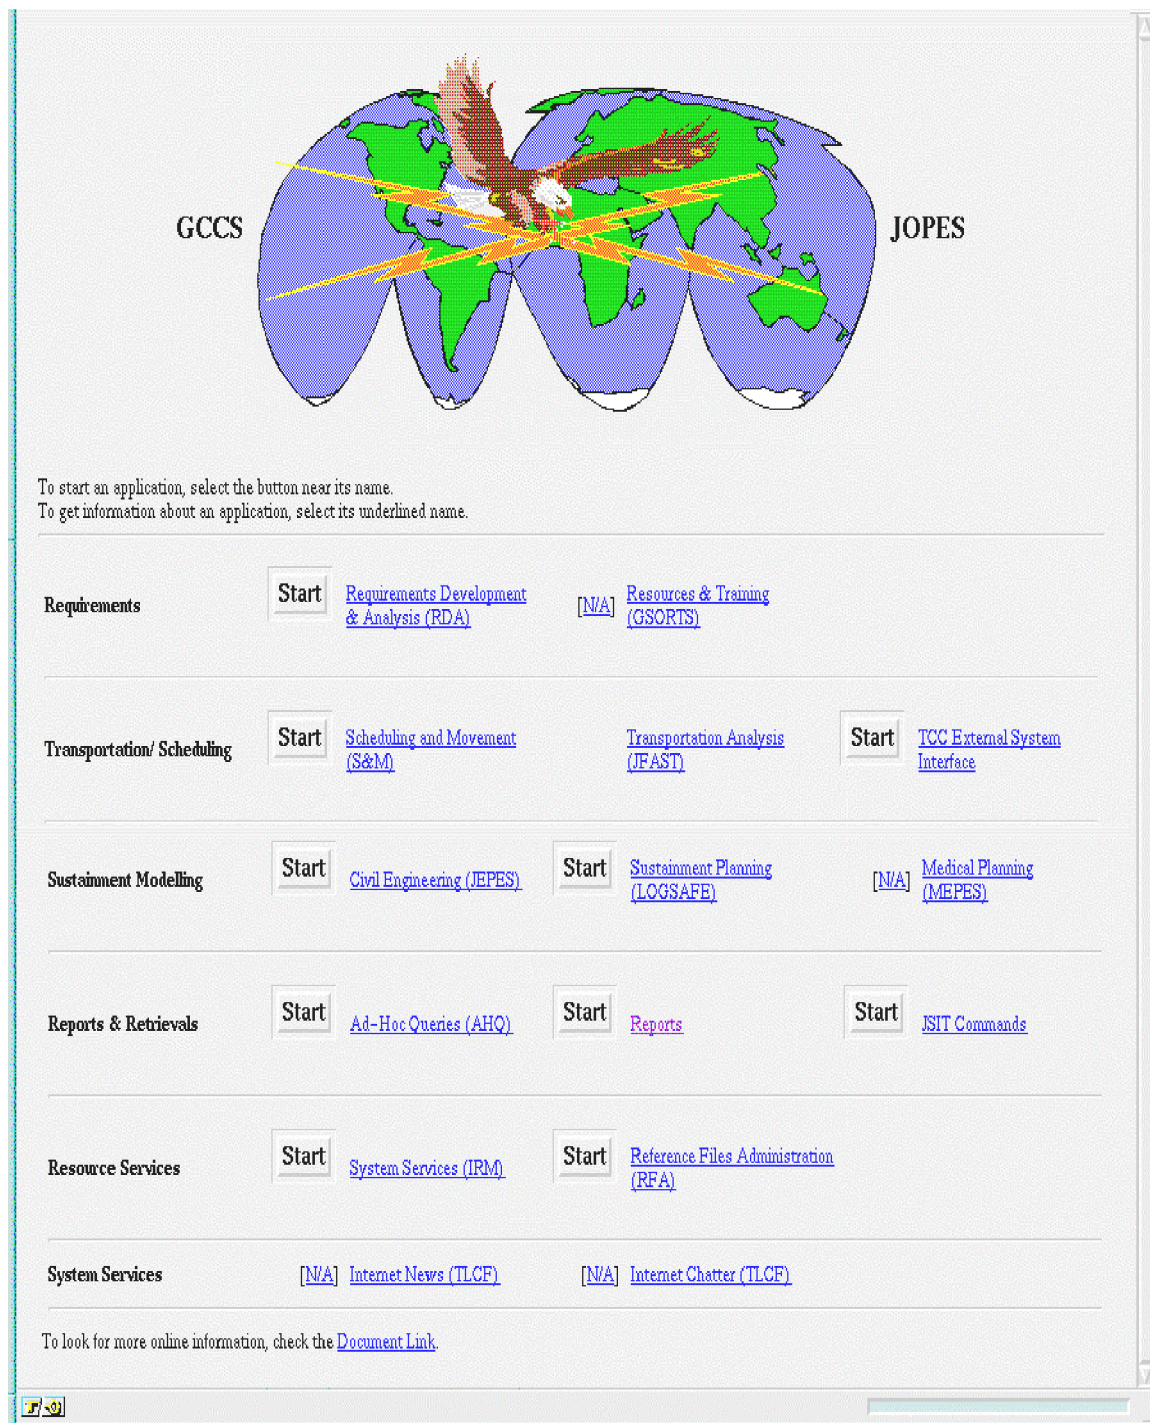 GCCS
JOPES
To start an application, select the button near its name.
To get information about an application, select its underlined name.
Requirements
Start
Requirements Development
& Analysis (RDA)
[N/A]
Resources & Training
(GSORTS)
Transportation/ Scheduling
Start
Scheduling and Movement
(S&M)
Transportation Analysis
(JFAST)
Start
TCC External System
Interface
Sustainment Modelling
Start
Civil Engineering (JEPES)
Start
Sustainment Planning
(LOGSAFE)
[N/A]
Medical Planning
(MEPES)
Reports & Retrievals
Start
Ad-Hoc Queries (AHQ)
Start
Reports
Start
JSIT Commands
Resource Services
Start
System Services (IRM)
Start
Reference Files Administration
(RFA)
System Services
[N/A] Internet News (TLCF)
[N/A] Internet Chatter (TLCF)
To look for more online information, check the Document Link.